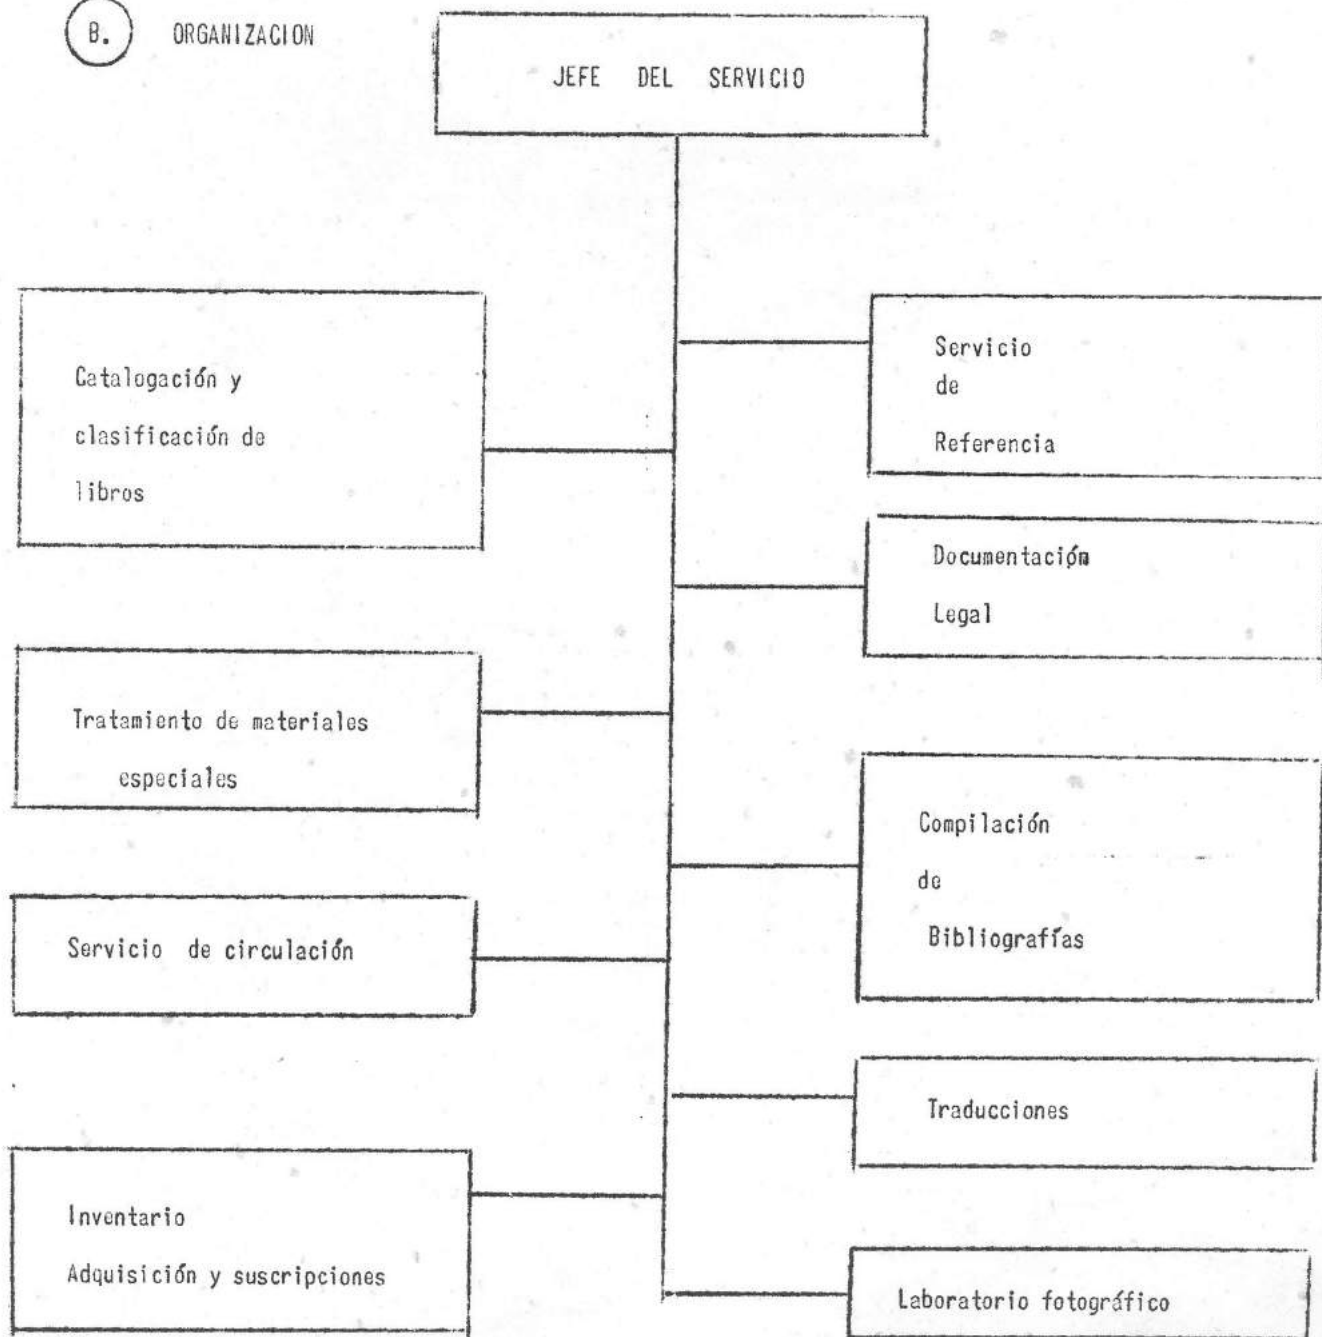 B. ORGANIZACION
JEFE DEL SERVICIO
Catalogación y
clasificación de
libros
Tratamiento de materiales
especiales
Servicio de circulación
Inventario
Adquisición y suscripciones
Servicio
de
Referencia
Documentación
Legal
Compilación
de
Bibliografías
Traducciones
Laboratorio fotográfico